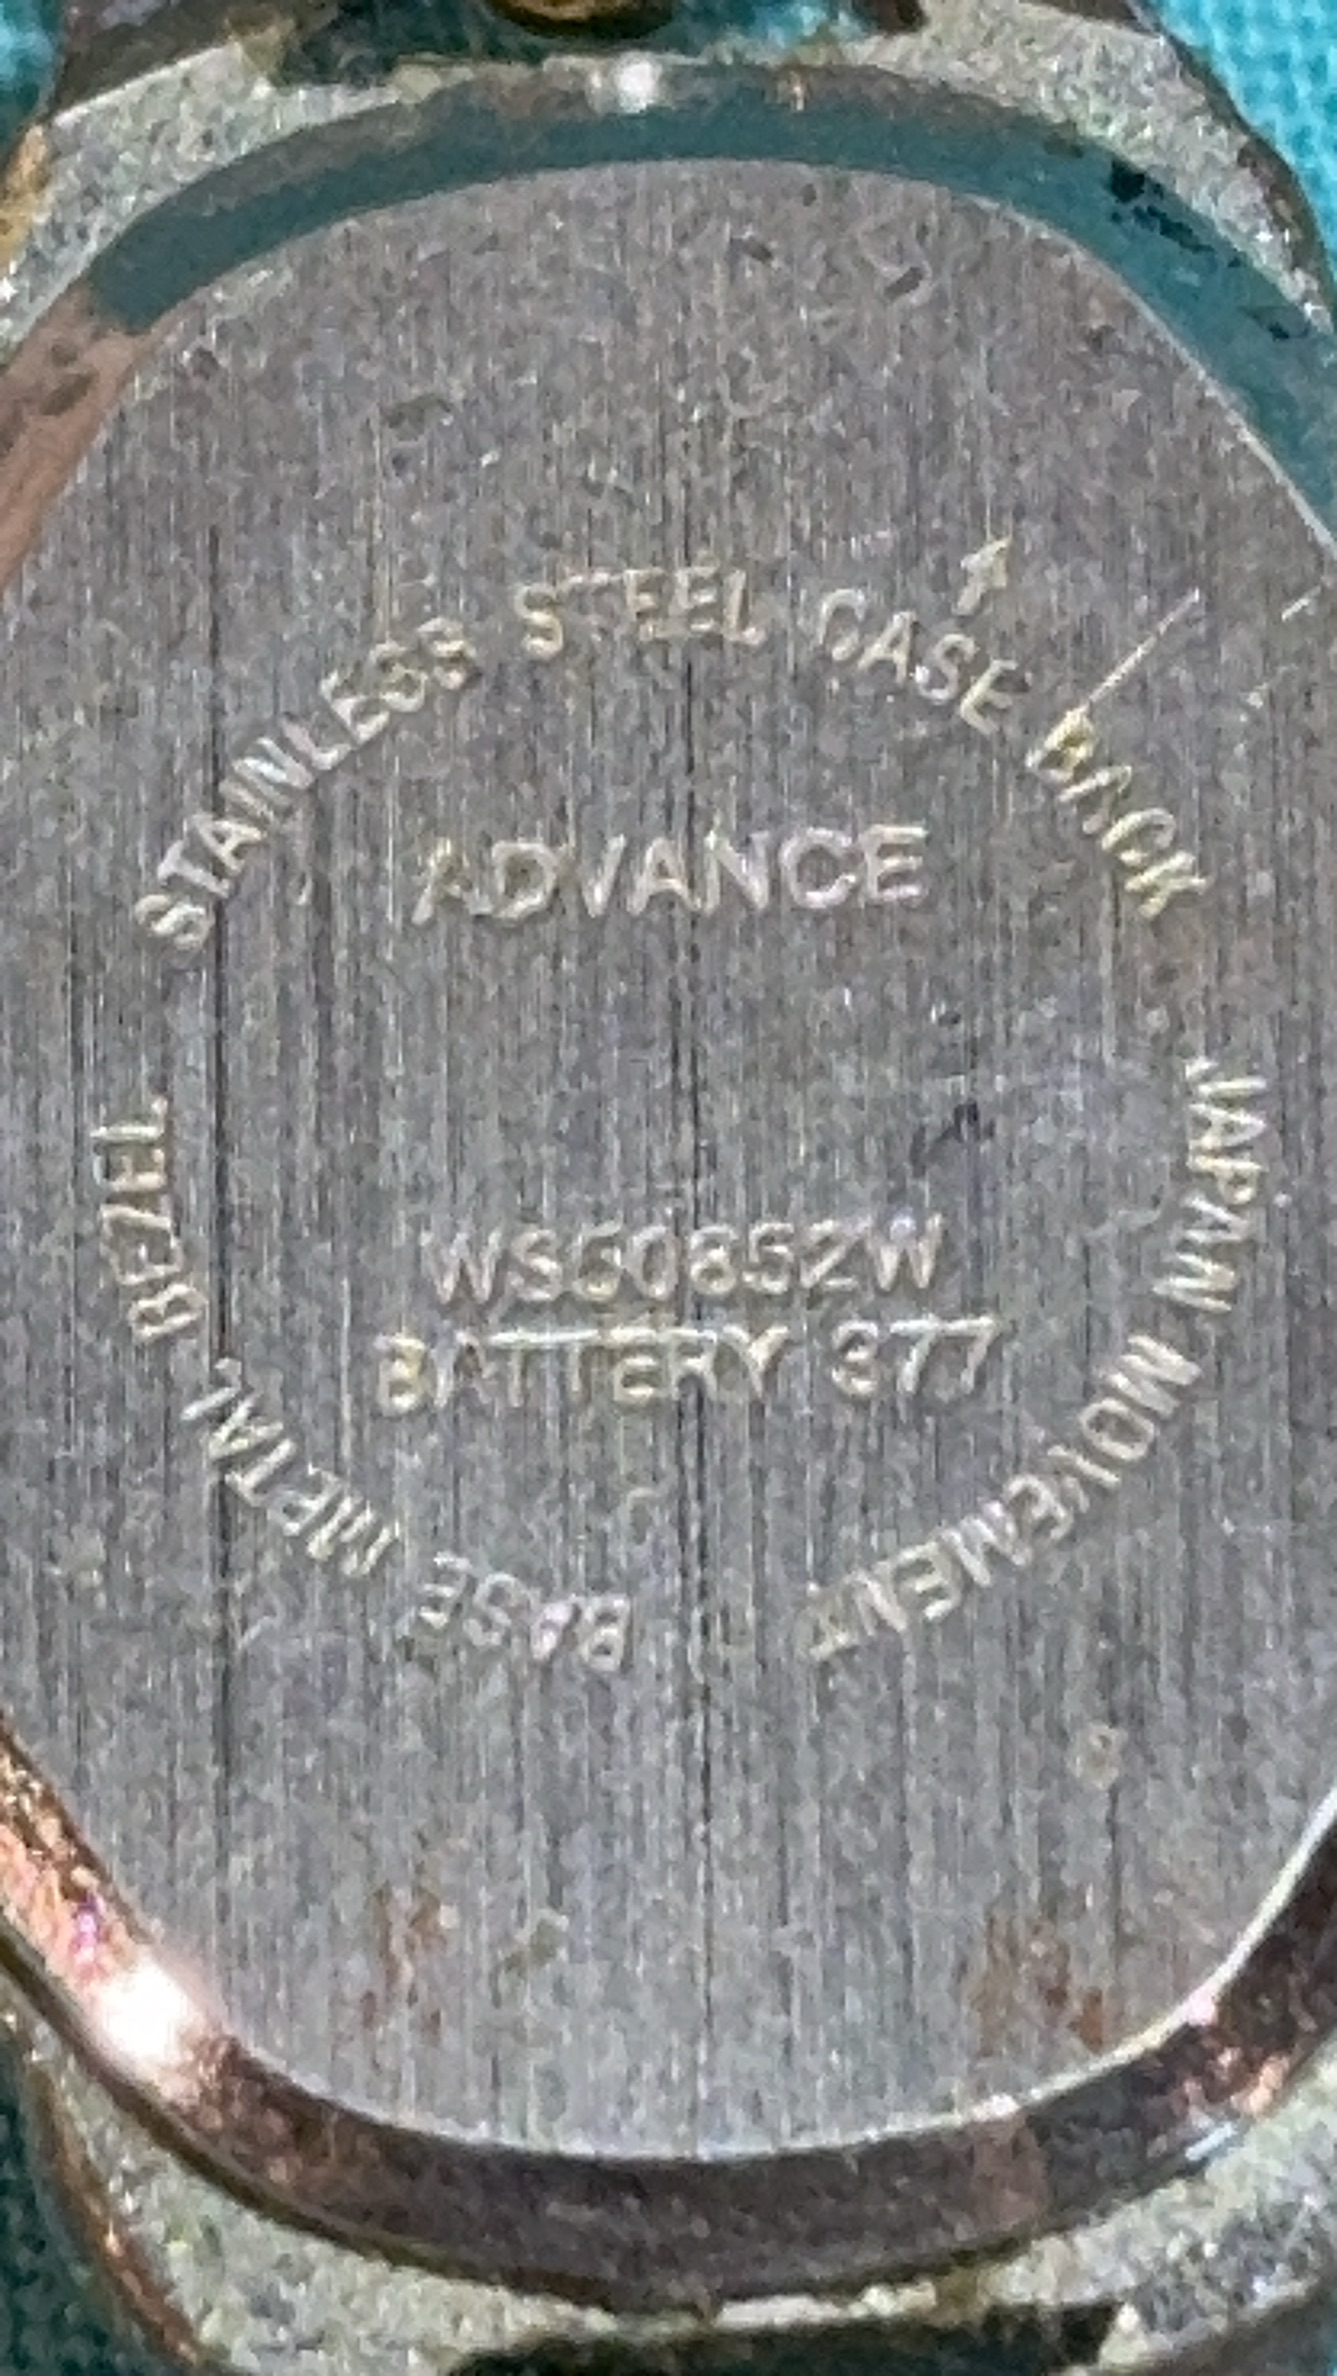 STAINLESS STEEL CASE BACK
JAPAN MOVEMENT
BASE METAL BEZEL
ADVANCE
WS50852W
BATTERY 377